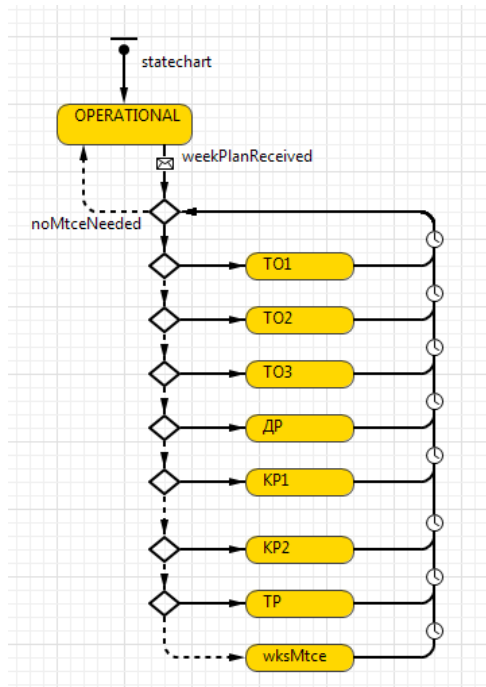 statechart
OPERATIONAL
weekPlanReceived
noMtceNeeded
ТО1
ТО2
ТО3
ДР
КР1
КР2
ТР
wksMtce